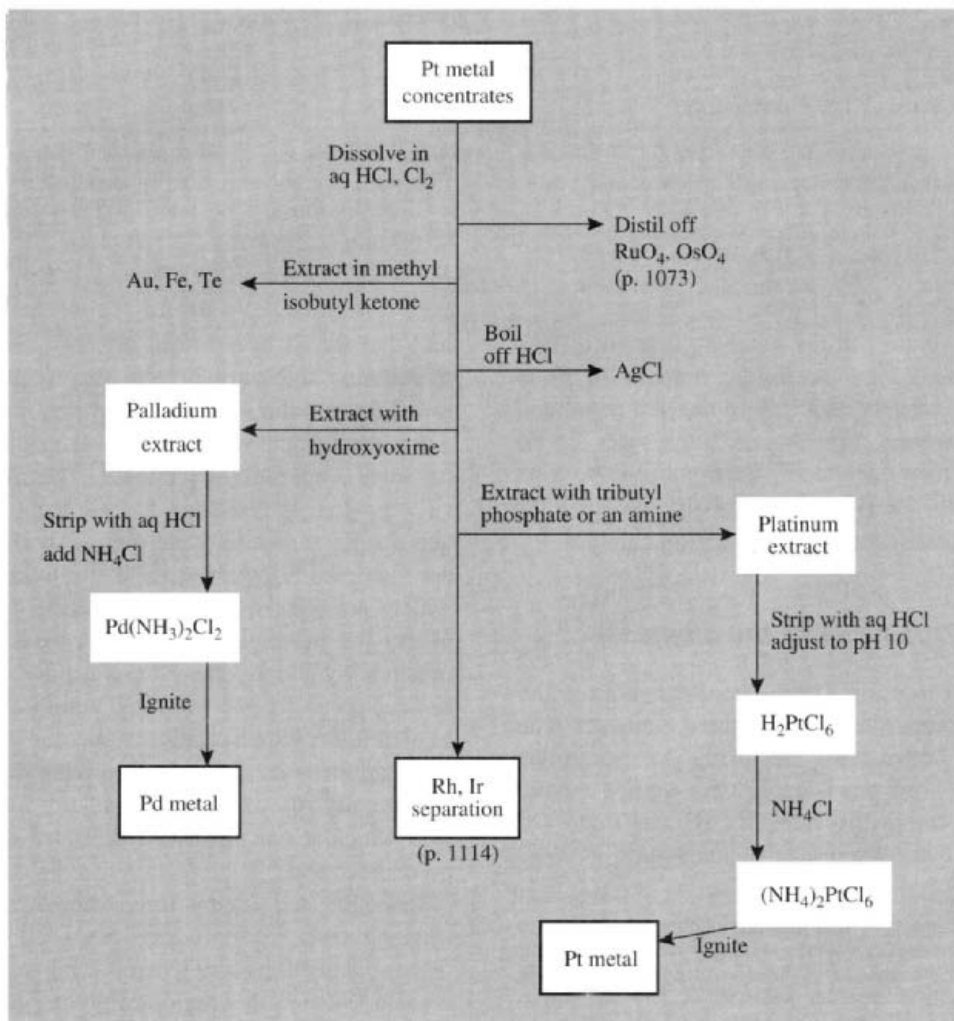 Pt metal
concentrates
Dissolve in
aq HCl, Cl₂
Distil off
RuO₄, OsO₄
(p. 1073)
Au, Fe, Te
Extract in methyl
isobutyl ketone
Boil
off HCl
AgCl
Palladium
extract
Extract with
hydroxyoxime
Extract with tributyl
phosphate or an amine
Platinum
extract
Strip with aq HCl
add NH₄Cl
Strip with aq HCl
adjust to pH 10
Pd(NH₃)₂Cl₂
Ignite
H₂PtCl₆
Pd metal
Rh, Ir
separation
(p. 1114)
NH₄Cl
(NH₄)₂PtCl₆
Ignite
Pt metal